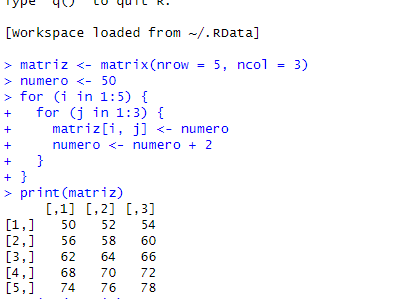 Type 'q()' to quit R.
[Workspace loaded from ~/.RData]
> matriz <- matrix(nrow = 5, ncol = 3)
> numero <- 50
> for (i in 1:5) {
+   for (j in 1:3) {
+     matriz[i, j] <- numero
+     numero <- numero + 2
+   }
+ }
> print(matriz)
     [,1] [,2] [,3]
[1,]   50   52   54
[2,]   56   58   60
[3,]   62   64   66
[4,]   68   70   72
[5,]   74   76   78